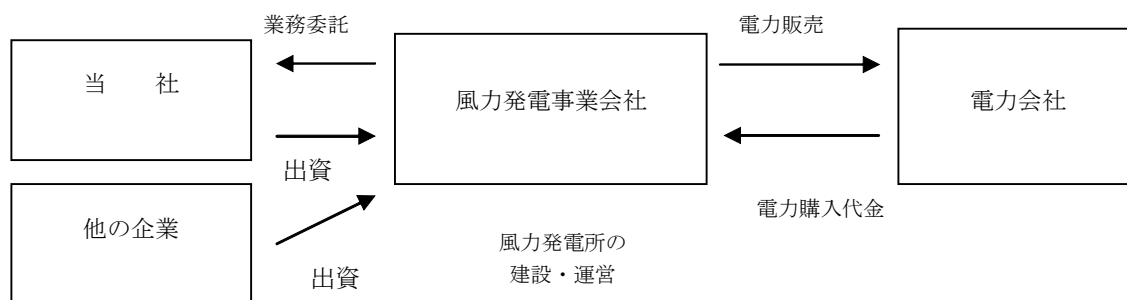 業務委託
電力販売
当　　社
風力発電事業会社
電力会社
出資
他の企業
電力購入代金
風力発電所の
建設・運営
出資